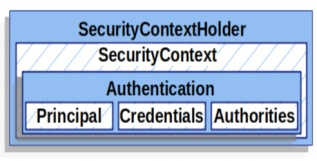 SecurityContextHolder
SecurityContext
Authentication
Principal Credentials Authorities